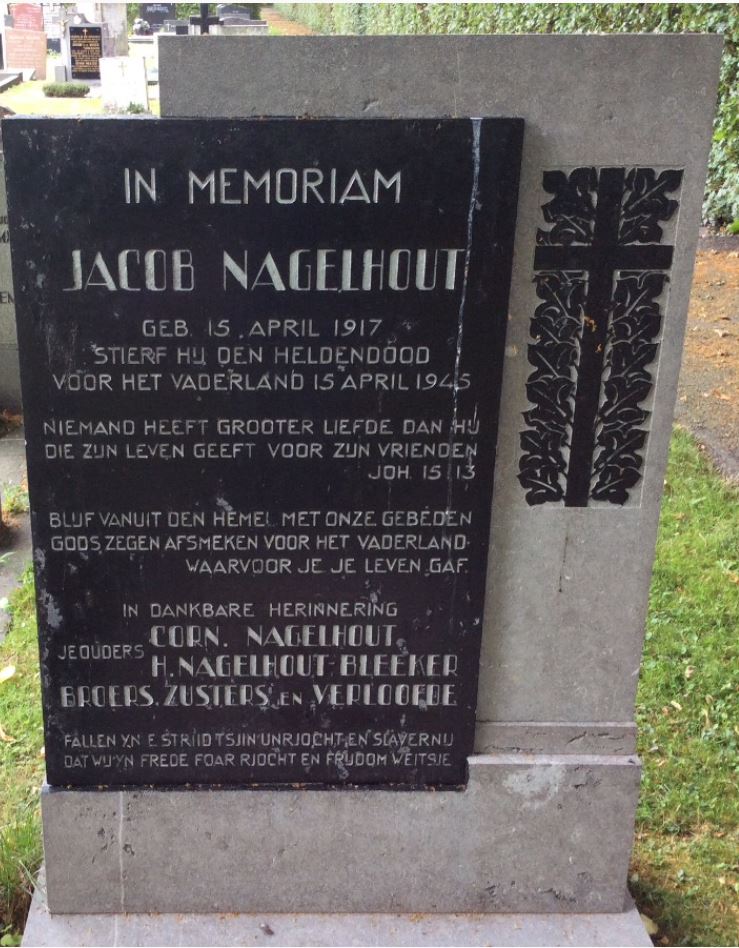 IN MEMORIAM
JACOB NAGELHOUT
GEB. 15 APRIL 1917
STIERF HIJ DEN HELDENDOOD
VOOR HET VADERLAND 15 APRIL 1945
NIEMAND HEEFT GROOTER LIEFDE DAN HIJ
DIE ZIJN LEVEN GEEFT VOOR ZIJN VRIENDEN
JOH. 15:13
BLIJF VANUIT DEN HEMEL MET ONZE GEBEDEN
GODS ZEGEN AFSMEKEN VOOR HET VADERLAND
WAARVOOR JE JE LEVEN GAF.
IN DANKBARE HERINNERING
JE OUDERS CORN. NAGELHOUT
H. NAGELHOUT-BLEEKER
BROERS, ZUSTERS EN VERLOOFDE
FALLEN YN E STRIID TSJIN UNRJOCHT EN SLAVERNIJ
DAT WIJ YN FREDE FOAR RJOCHT EN FRIJDOM WEITSJE